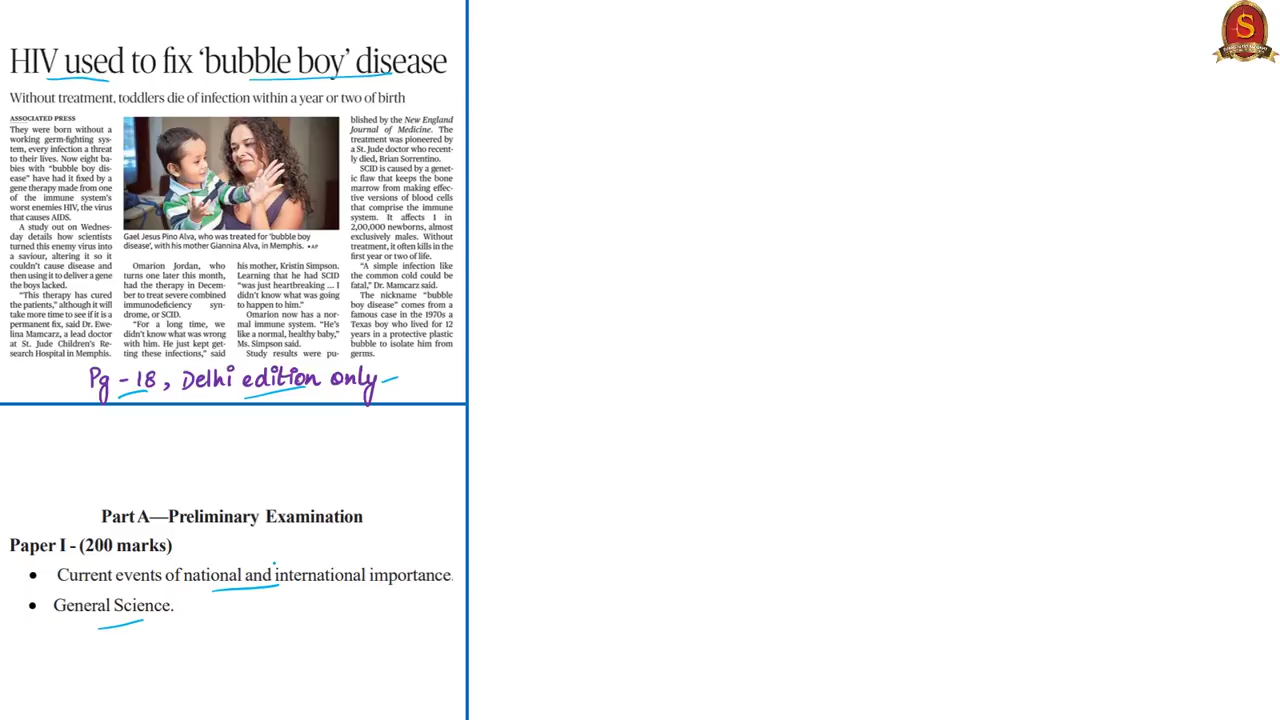 HIV used to fix ‘bubble boy’ disease
Without treatment, toddlers die of infection within a year or two of birth
ASSOCIATED PRESS
They were born without a
working germ-fighting sys-
tem, every infection a threat
to their lives. Now eight ba-
bies with “bubble boy dis-
ease” have had it fixed by a
gene therapy made from one
of the immune system’s
worst enemies HIV, the virus
that causes AIDS.
A study out on Wednes-
day details how scientists
turned this enemy virus into
a saviour, altering it so it
couldn’t cause disease and
then using it to deliver a gene
the boys lacked.
“This therapy has cured
the patients,” although it will
take more time to see if it is a
permanent fix, said Dr. Ewe-
lina Mamcarz, a lead doctor
at St. Jude Children’s Re-
search Hospital in Memphis.
Gael Jesus Pino Alva, who was treated for ‘bubble boy
disease’, with his mother Giannina Alva, in Memphis. •AP
Omarion Jordan, who
turns one later this month,
had the therapy in Decem-
ber to treat severe combined
immunodeficiency syn-
drome, or SCID.
“For a long time, we
didn’t know what was wrong
with him. He just kept get-
ting these infections,” said
his mother, Kristin Simpson.
Learning that he had SCID
“was just heartbreaking ... I
didn’t know what was going
to happen to him.”
Omarion now has a nor-
mal immune system. “He’s
like a normal, healthy baby,”
Ms. Simpson said.
Study results were pu-
blished by the New England
Journal of Medicine. The
treatment was pioneered by
a St. Jude doctor who recent-
ly died, Brian Sorrentino.
SCID is caused by a genet-
ic flaw that keeps the bone
marrow from making effec-
tive versions of blood cells
that comprise the immune
system. It affects 1 in
2,00,000 newborns, almost
exclusively males. Without
treatment, it often kills in the
first year or two of life.
“A simple infection like
the common cold could be
fatal,” Dr. Mamcarz said.
The nickname “bubble
boy disease” comes from a
famous case in the 1970s a
Texas boy who lived for 12
years in a protective plastic
bubble to isolate him from
germs.
Pg - 18, Delhi edition only
Part A—Preliminary Examination
Paper I - (200 marks)
• Current events of national and international importance.
• General Science.
S